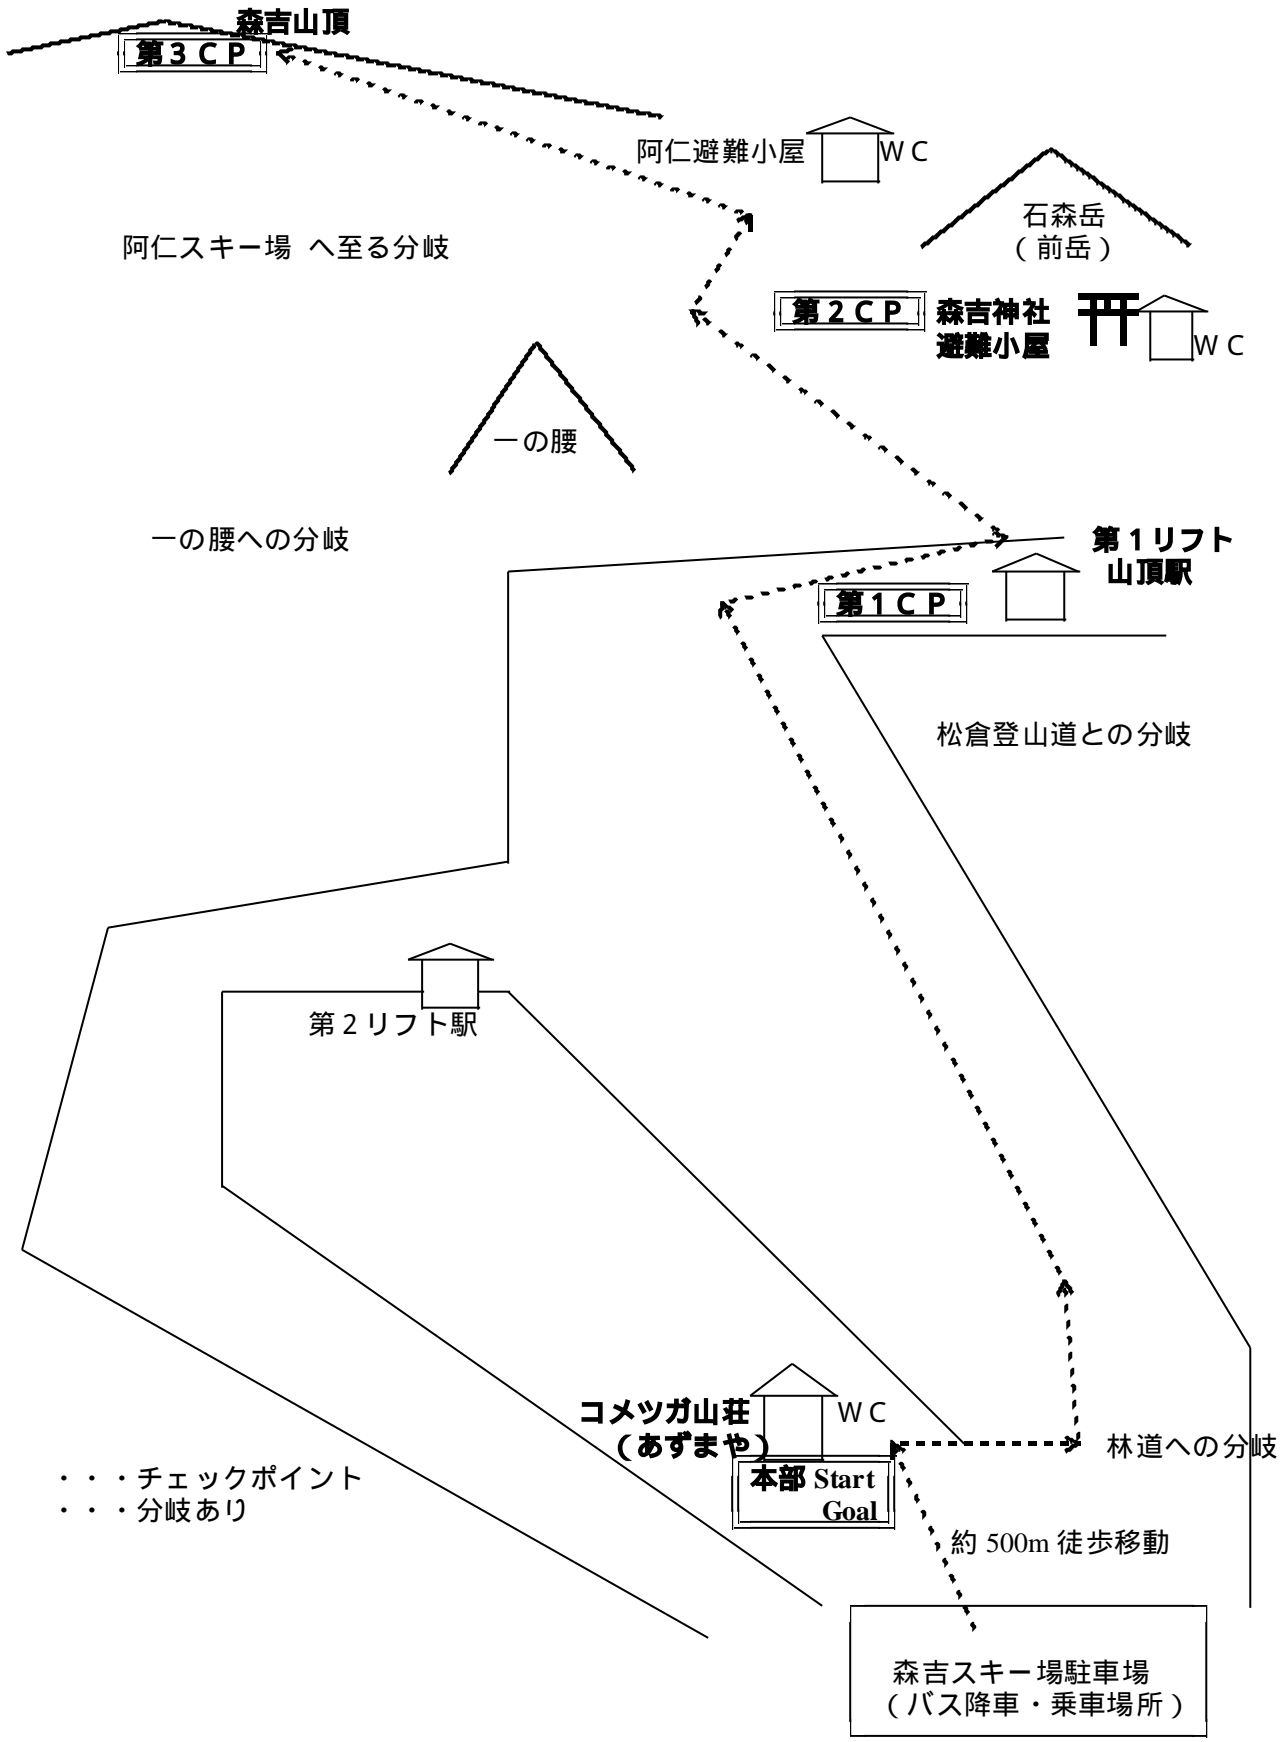 森吉山頂
第３ＣＰ
阿仁避難小屋
ＷＣ
石森岳
（前岳）
阿仁スキー場 へ至る分岐
第２ＣＰ
森吉神社
避難小屋
ＷＣ
一の腰
一の腰への分岐
第１リフト
山頂駅
第１ＣＰ
松倉登山道との分岐
第２リフト駅
コメツガ山荘
（あずまや）
ＷＣ
本部 Start
Goal
林道への分岐
・・・チェックポイント
・・・分岐あり
約 500m 徒歩移動
森吉スキー場駐車場
（バス降車・乗車場所）